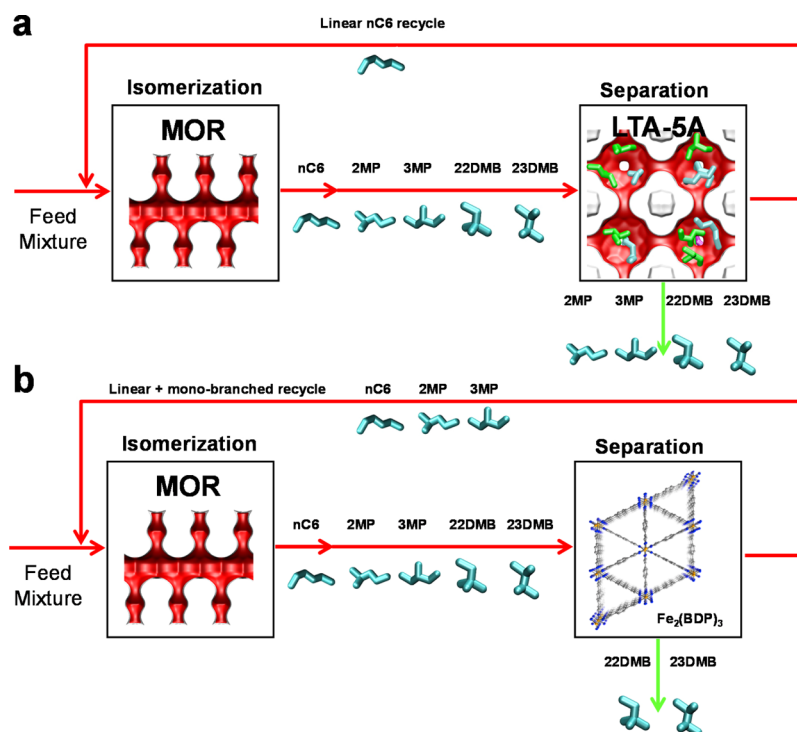 a
Linear nC6 recycle
Isomerization
Separation
MOR
LTA-5A
nC6 2MP 3MP 22DMB 23DMB
Feed
Mixture
2MP 3MP 22DMB 23DMB
b
Linear + mono-branched recycle nC6 2MP 3MP
Isomerization
Separation
MOR
nC6 2MP 3MP 22DMB 23DMB
Feed
Mixture
Fe₂(BDP)₃
22DMB 23DMB